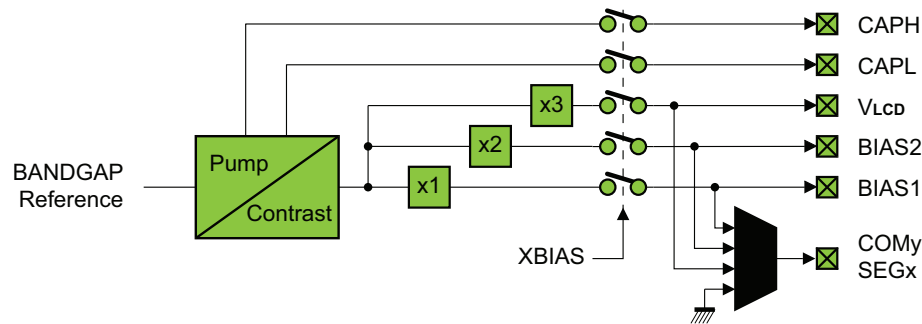 CAPH
CAPL
x3
VLCD
x2
BIAS2
BANDGAP
Reference
Pump
Contrast
x1
BIAS1
XBIAS
COMy
SEGx